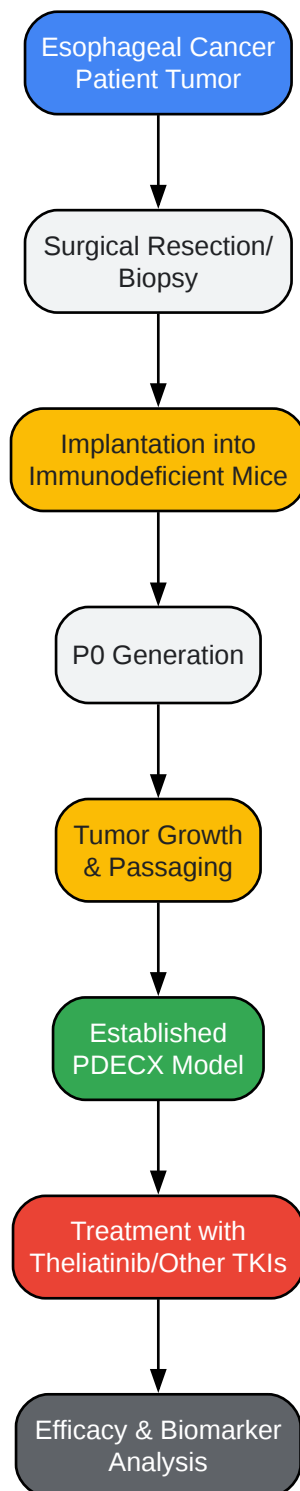 Esophageal Cancer
Patient Tumor
Surgical Resection/
Biopsy
Implantation into
Immunodeficient Mice
P0 Generation
Tumor Growth
& Passaging
Established
PDECX Model
Treatment with
Theliatinib/Other TKIs
Efficacy & Biomarker
Analysis